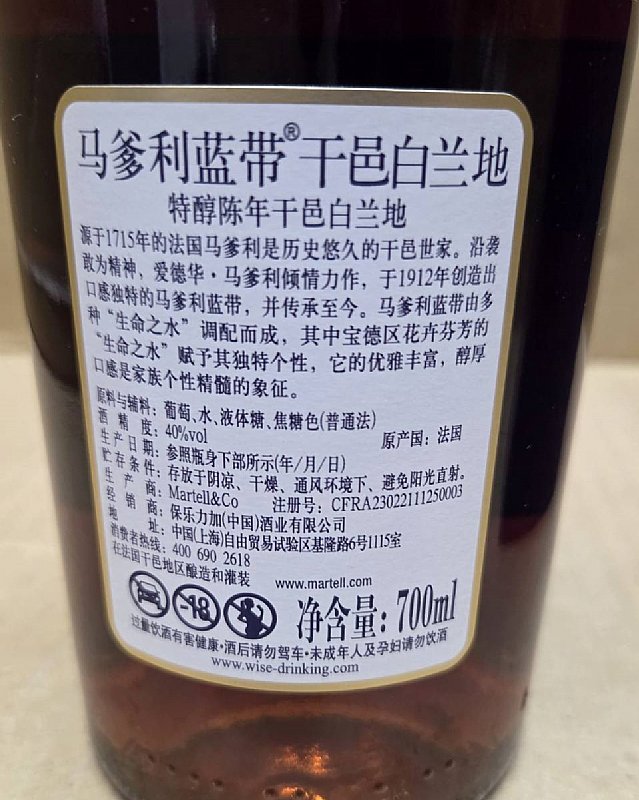 马爹利蓝带®干邑白兰地
特醇陈年干邑白兰地
源于1715年的法国马爹利是历史悠久的干邑世家。沿袭
敢为精神，爱德华·马爹利倾情力作，于1912年创造出
口感独特的马爹利蓝带，并传承至今。马爹利蓝带由多
种“生命之水”调配而成，其中宝德区花卉芬芳的
“生命之水”赋予其独特个性，它的优雅丰富，醇厚
口感是家族个性精髓的象征。
原料与辅料：葡萄、水、液体糖、焦糖色(普通法)
酒精度：40%vol 原产国：法国
生产日期：参照瓶身下部所示(年/月/日)
贮存条件：存放于阴凉、干燥、通风环境下、避免阳光直射。
生产商：Martell&Co 注册号：CFRA23022111250003
经销商：保乐力加(中国)酒业有限公司
地址：中国(上海)自由贸易试验区基隆路6号1115室
消费者热线：400 690 2618
在法国干邑地区酿造和灌装 www.martell.com
-18 净含量：700ml
过量饮酒有害健康·酒后请勿驾车·未成年人及孕妇请勿饮酒
www.wise-drinking.com